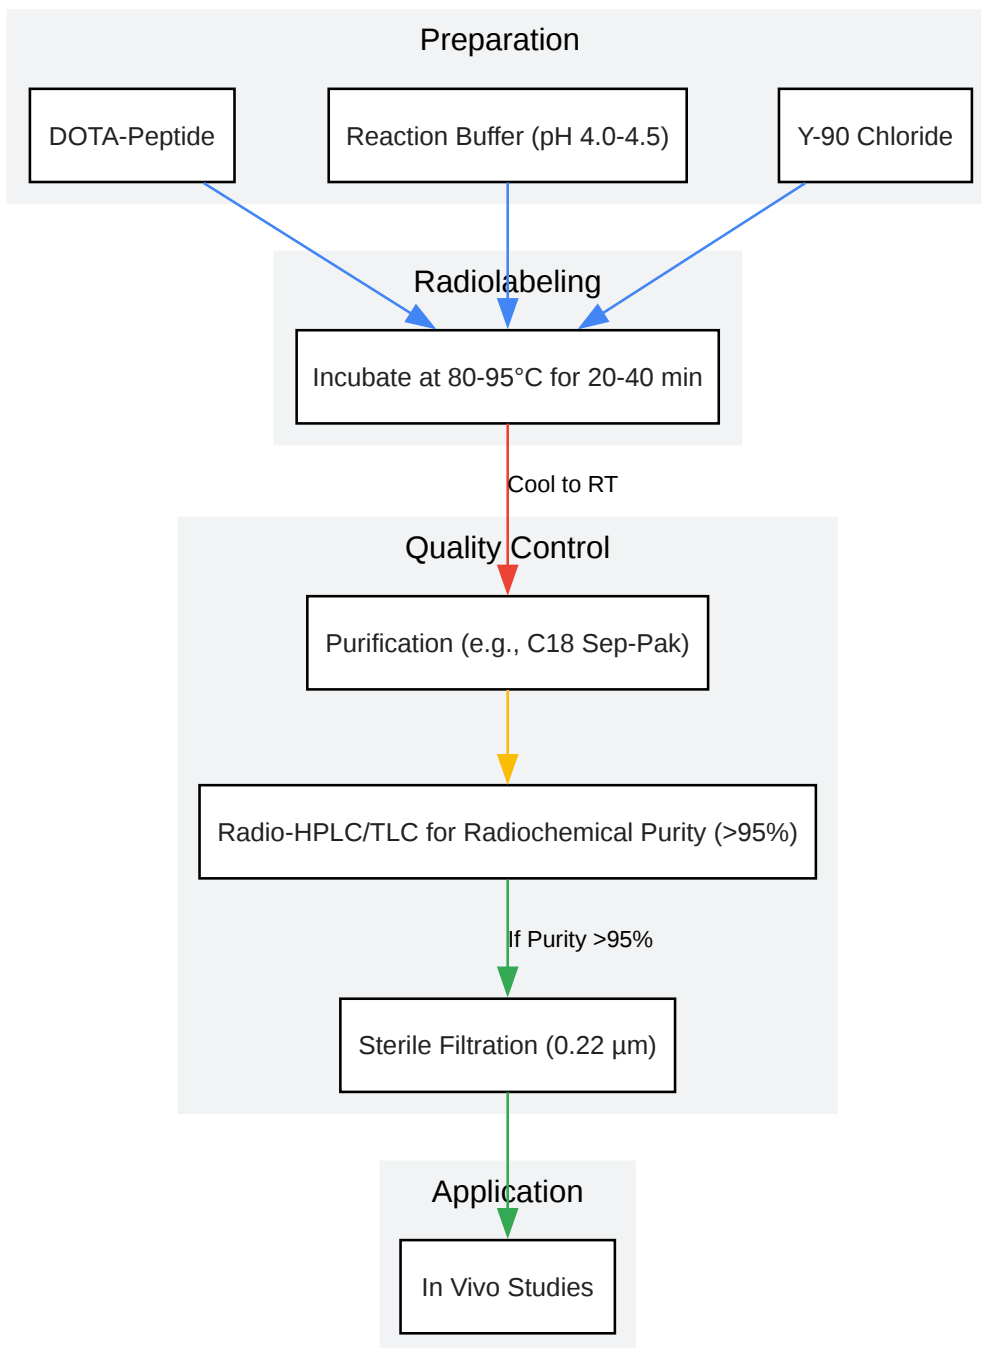 Preparation
DOTA-Peptide
Reaction Buffer (pH 4.0-4.5)
Y-90 Chloride
Radiolabeling
Incubate at 80-95°C for 20-40 min
Cool to RT
Quality Control
Purification (e.g., C18 Sep-Pak)
Radio-HPLC/TLC for Radiochemical Purity (>95%)
If Purity >95%
Sterile Filtration (0.22 µm)
Application
In Vivo Studies